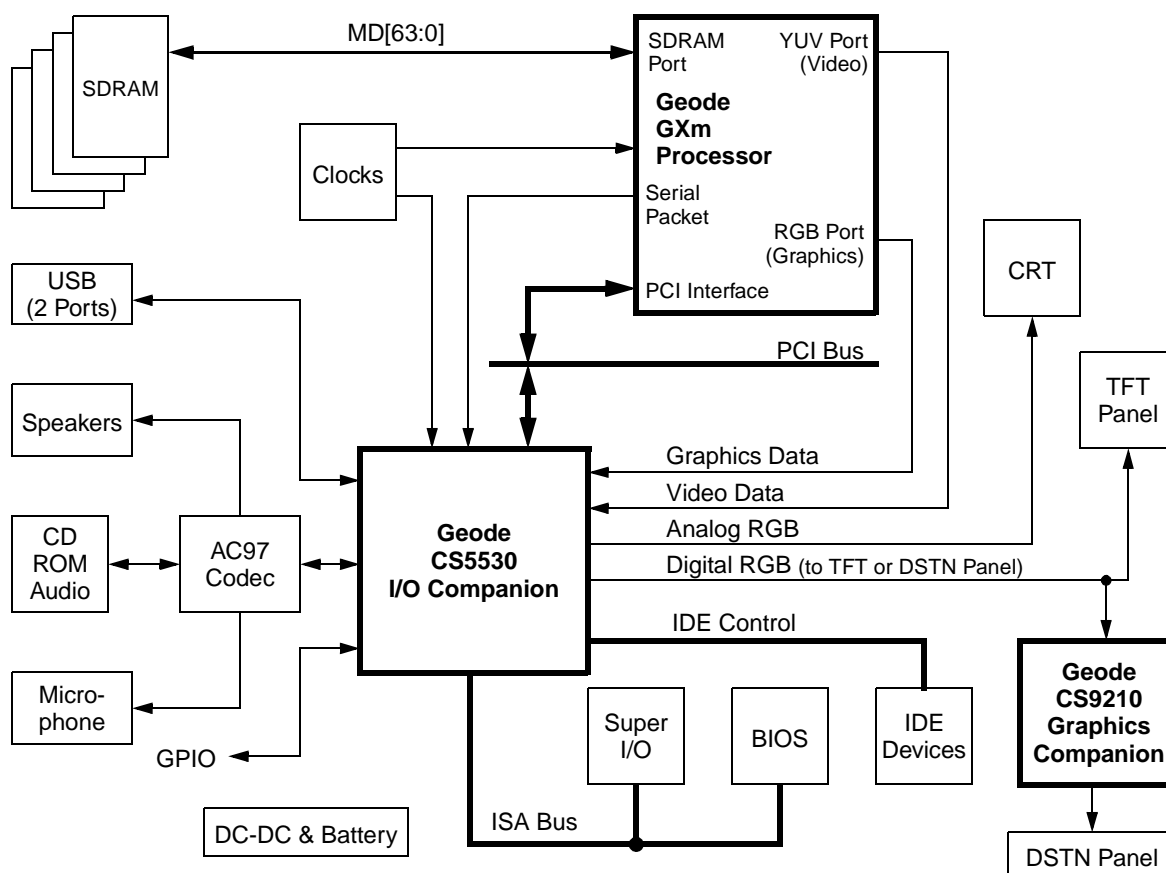 MD[63:0]
SDRAM
SDRAM
Port
YUV Port
(Video)
Geode
GXm
Processor
Serial
Packet
RGB Port
(Graphics)
PCI Interface
Clocks
CRT
USB
(2 Ports)
PCI Bus
TFT
Panel
Speakers
Graphics Data
Video Data
Analog RGB
Digital RGB (to TFT or DSTN Panel)
CD
ROM
Audio
AC97
Codec
Geode
CS5530
I/O Companion
IDE Control
Micro-
phone
GPIO
Super
I/O
BIOS
IDE
Devices
Geode
CS9210
Graphics
Companion
DC-DC & Battery
ISA Bus
DSTN Panel